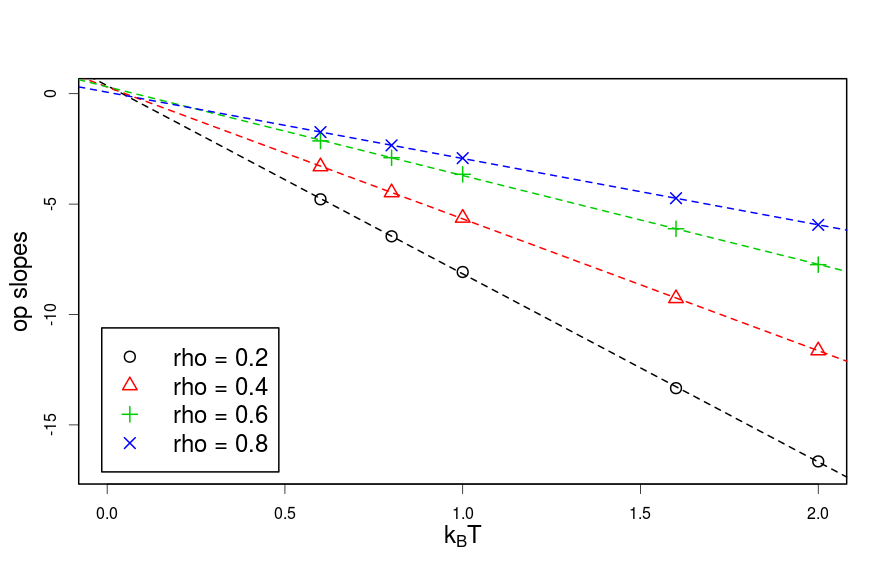 0
-5
-10
-15
op slopes
rho = 0.2
rho = 0.4
rho = 0.6
rho = 0.8
0.0 0.5 1.0 1.5 2.0
k_BT